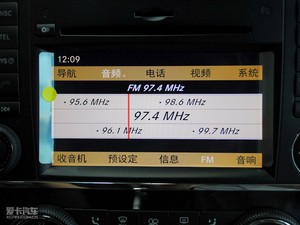 12:09
导航 音频 电话 视频 系统
FM 97.4 MHz
95.6 MHz 98.6 MHz
97.4 MHz
96.1 MHz 99.7 MHz
收音机 预设定 信息 FM 音响
爱卡汽车